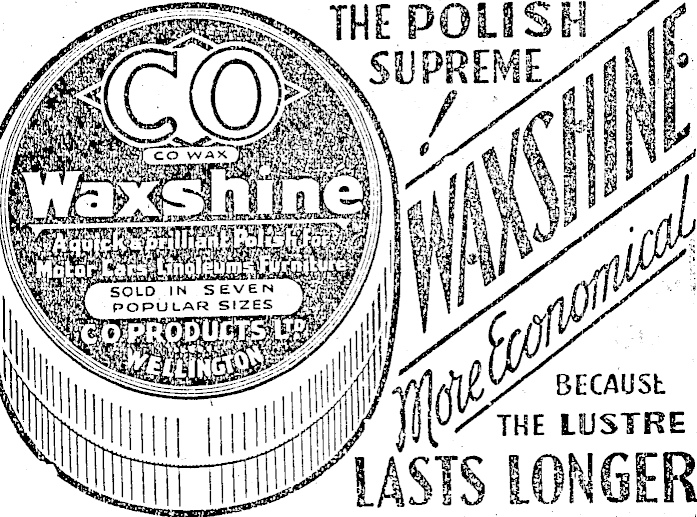 CO
CO WAX
Waxshine
A quick & brilliant Polish for
Motor Cars Linoleums Furniture
SOLD IN SEVEN
POPULAR SIZES
CO PRODUCTS LTD
WELLINGTON
THE POLISH
SUPREME
!
WAXSHINE
More Economical
BECAUSE
THE LUSTRE
LASTS LONGER